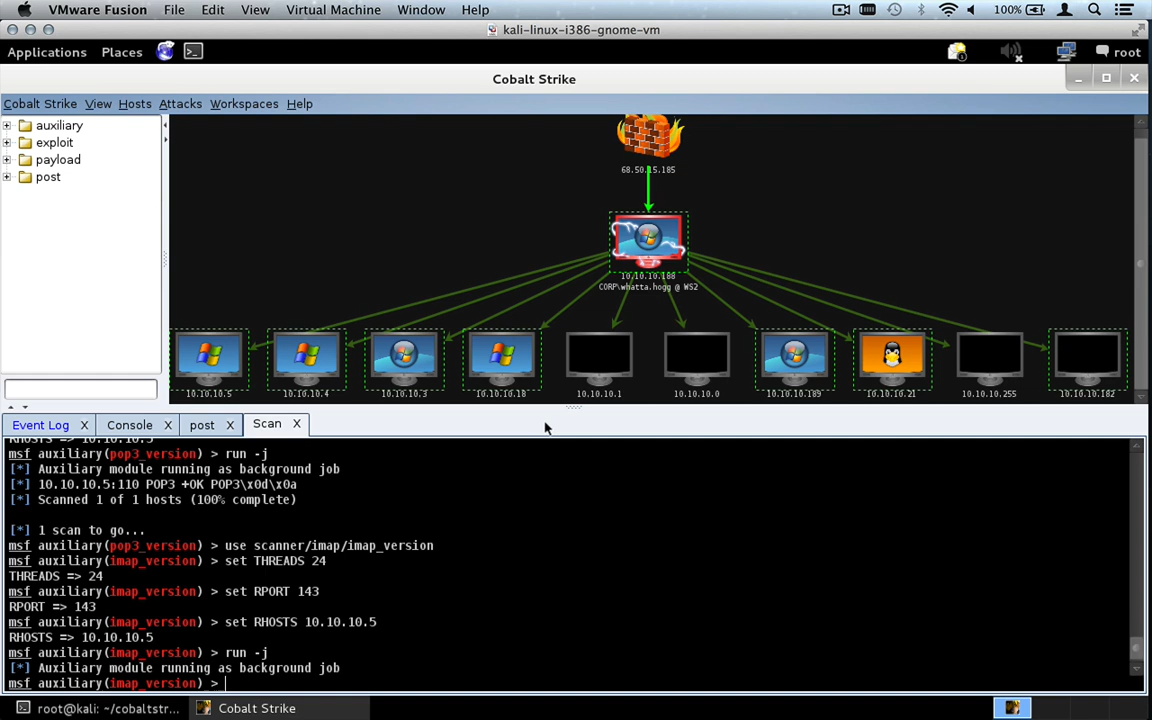 VMware Fusion File Edit View Virtual Machine Window Help 100%
kali-linux-i386-gnome-vm
Applications Places root
Cobalt Strike
Cobalt Strike View Hosts Attacks Workspaces Help
auxiliary
exploit
payload
post
68.50.15.185
10.10.10.188
CORP\whatta.hogg @ WS2
10.10.10.5 10.10.10.4 10.10.10.3 10.10.10.18 10.10.10.1 10.10.10.0 10.10.10.189 10.10.10.21 10.10.10.255 10.10.10.182
Event Log X Console X post X Scan X
RHOSTS => 10.10.10.5
msf auxiliary(pop3_version) > run -j
[*] Auxiliary module running as background job
[*] 10.10.10.5:110 POP3 +OK POP3\x0d\x0a
[*] Scanned 1 of 1 hosts (100% complete)
[*] 1 scan to go...
msf auxiliary(pop3_version) > use scanner/imap/imap_version
msf auxiliary(imap_version) > set THREADS 24
THREADS => 24
msf auxiliary(imap_version) > set RPORT 143
RPORT => 143
msf auxiliary(imap_version) > set RHOSTS 10.10.10.5
RHOSTS => 10.10.10.5
msf auxiliary(imap_version) > run -j
[*] Auxiliary module running as background job
msf auxiliary(imap_version) >
root@kali: ~/cobaltstr... Cobalt Strike